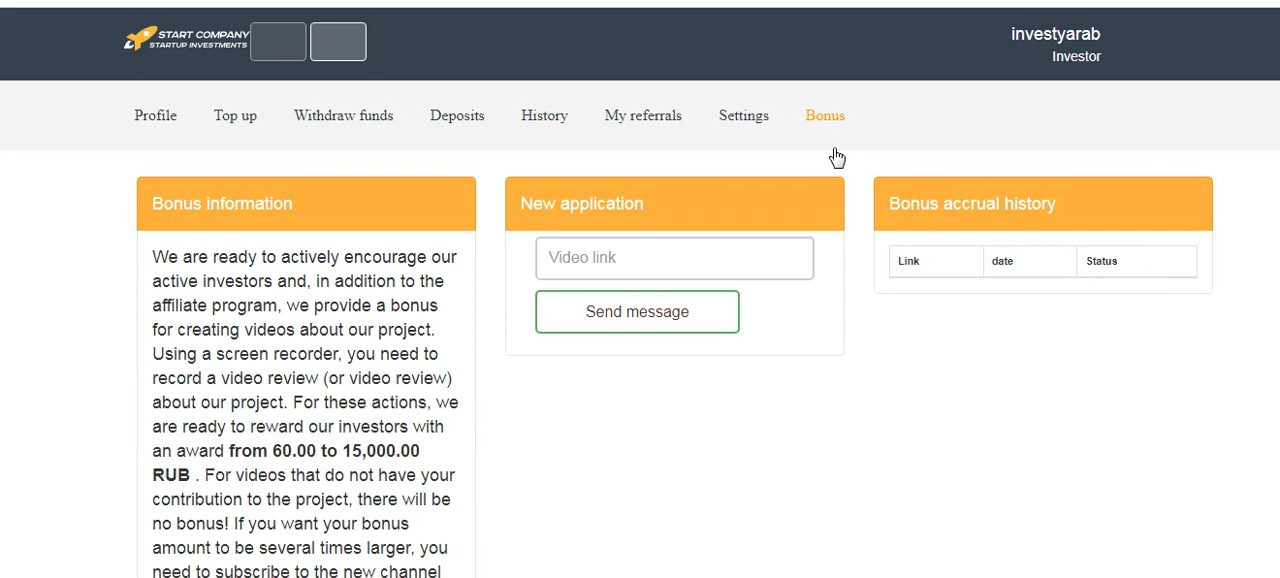 START COMPANY
STARTUP INVESTMENTS
investyarab
Investor
Profile
Top up
Withdraw funds
Deposits
History
My referrals
Settings
Bonus
Bonus information
We are ready to actively encourage our
active investors and, in addition to the
affiliate program, we provide a bonus
for creating videos about our project.
Using a screen recorder, you need to
record a video review (or video review)
about our project. For these actions, we
are ready to reward our investors with
an award from 60.00 to 15,000.00
RUB . For videos that do not have your
contribution to the project, there will be
no bonus! If you want your bonus
amount to be several times larger, you
need to subscribe to the new channel
New application
Video link
Send message
Bonus accrual history
Link
date
Status